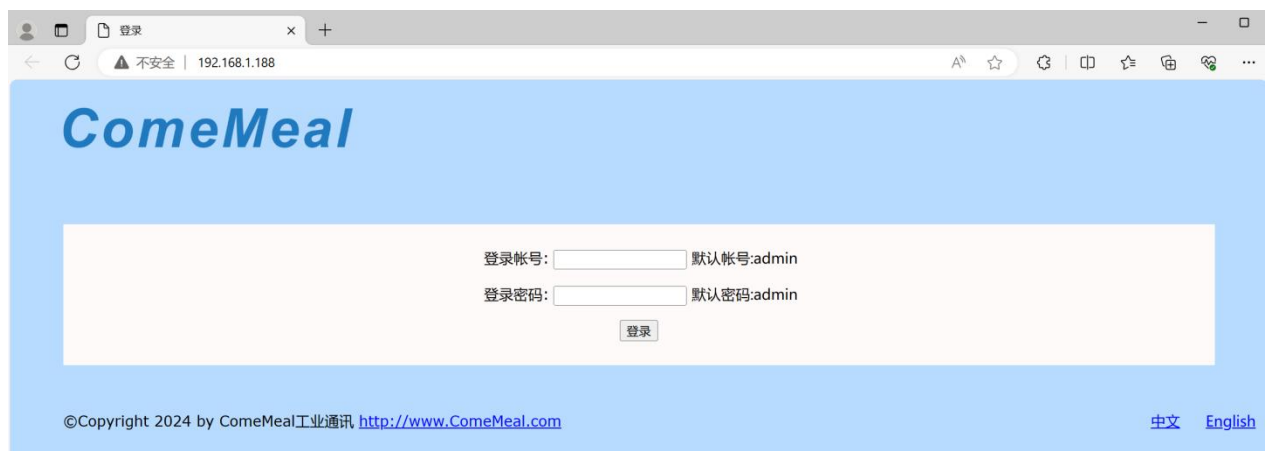 登录
不安全 | 192.168.1.188
ComeMeal
登录帐号: 默认帐号:admin
登录密码: 默认密码:admin
登录
©Copyright 2024 by ComeMeal工业通讯 http://www.ComeMeal.com 中文 English